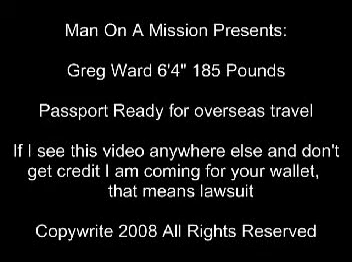 Man On A Mission Presents:
Greg Ward 6'4" 185 Pounds
Passport Ready for overseas travel
If I see this video anywhere else and don't
get credit I am coming for your wallet,
that means lawsuit
Copywrite 2008 All Rights Reserved